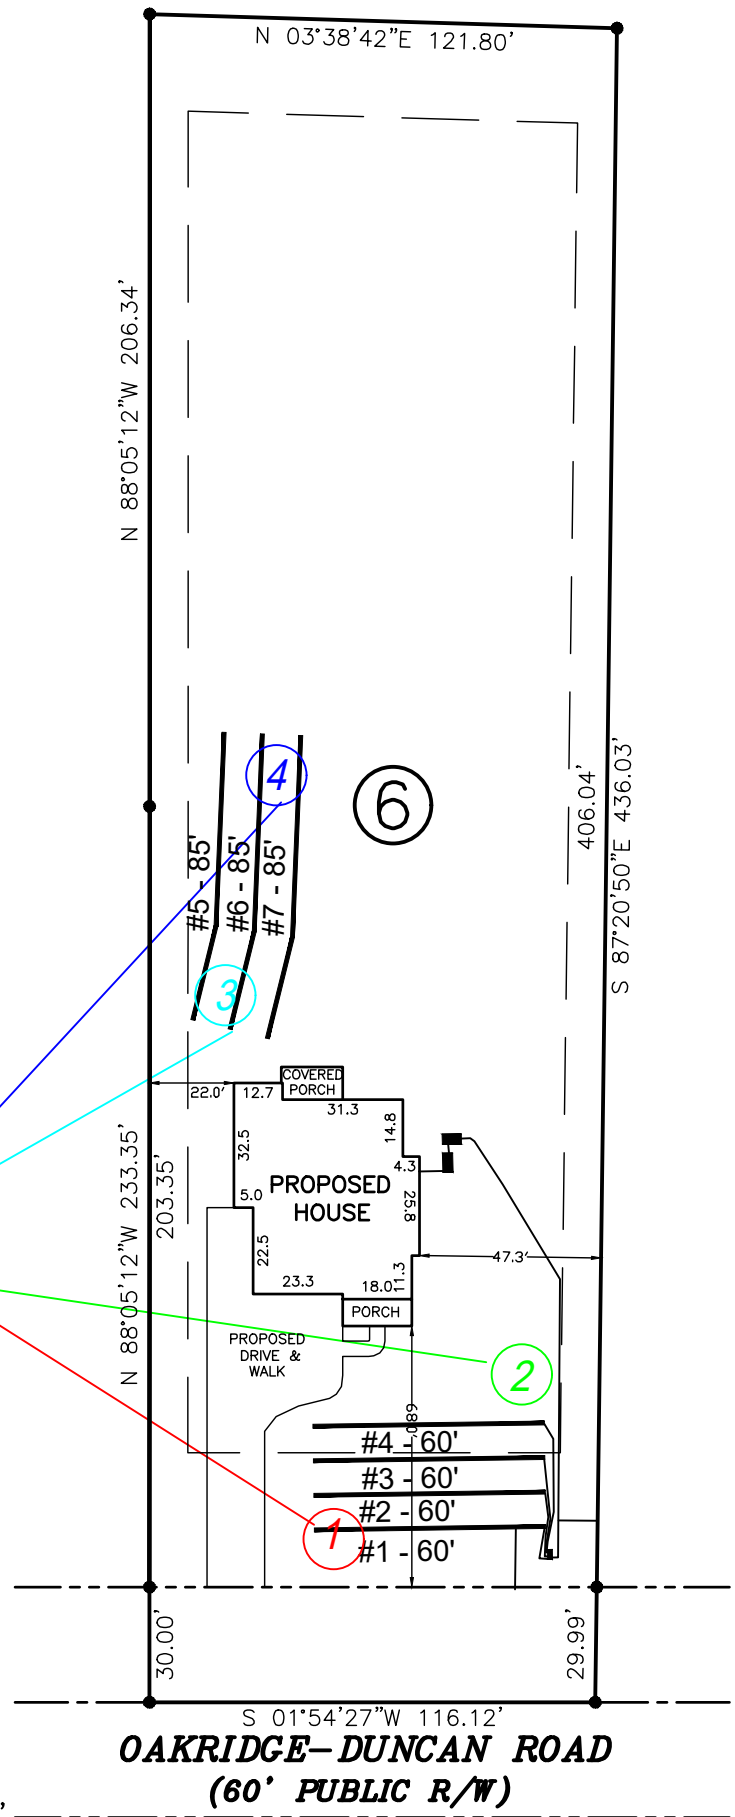 N 03°38'42"E 121.80'
N 88°05'12"W 206.34'
406.04'
S 87°20'50"E 436.03'
4
6
#5 - 85'
#6 - 85'
#7 - 85'
3
COVERED
PORCH
22.0'
12.7
31.3
14.8
32.5
4.3
PROPOSED
HOUSE
5.0
25.8
22.5
47.3'
23.3
18.0
11.3
PORCH
N 88°05'12"W 233.35'
203.35'
PROPOSED
DRIVE &
WALK
2
68.0'
#4 - 60'
#3 - 60'
#2 - 60'
1
#1 - 60'
30.00'
29.99'
S 01°54'27"W 116.12'
OAKRIDGE-DUNCAN ROAD
(60' PUBLIC R/W)